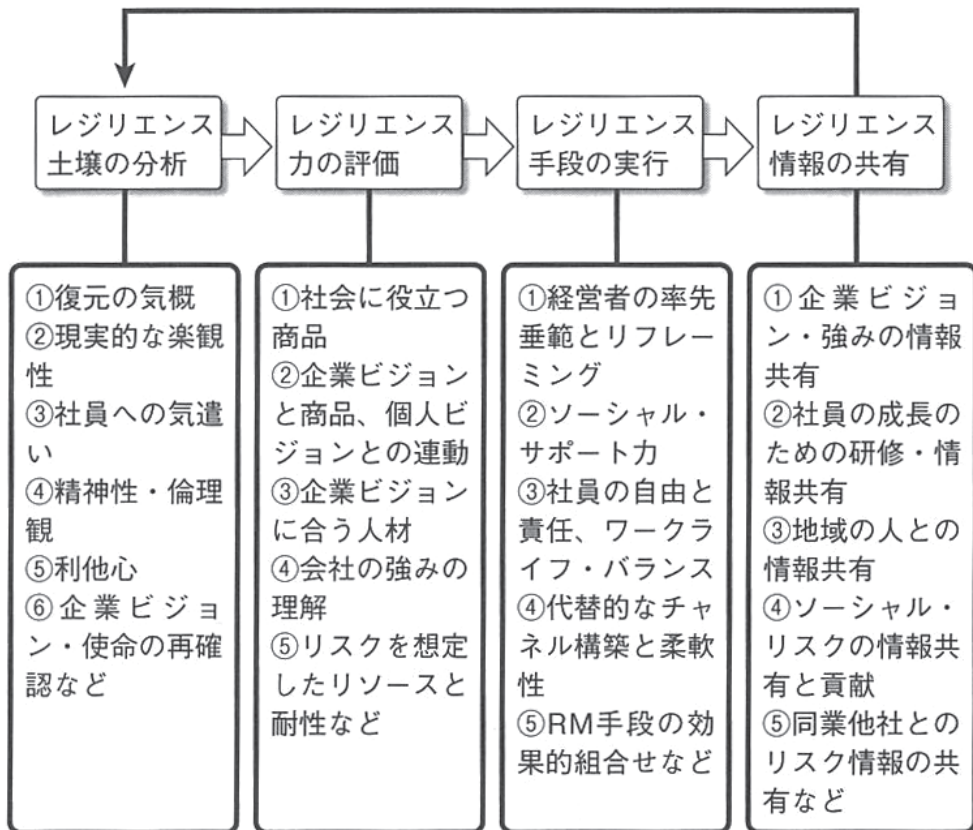 レジリエンス
土壌の分析
レジリエンス
力の評価
レジリエンス
手段の実行
レジリエンス
情報の共有
①復元の気概
②現実的な楽観
性
③社員への気遣
い
④精神性・倫理
観
⑤利他心
⑥企業ビジョ
ン・使命の再確
認など
①社会に役立つ
商品
②企業ビジョン
と商品、個人ビ
ジョンとの連動
③企業ビジョン
に合う人材
④会社の強みの
理解
⑤リスクを想定
したリソースと
耐性など
①経営者の率先
垂範とリフレー
ミング
②ソーシャル・
サポート力
③社員の自由と
責任、ワークラ
イフ・バランス
④代替的なチャ
ネル構築と柔軟
性
⑤RM手段の効
果的組合せなど
①企業ビジョ
ン・強みの情報
共有
②社員の成長の
ための研修・情
報共有
③地域の人との
情報共有
④ソーシャル・
リスクの情報共
有と貢献
⑤同業他社との
リスク情報の共
有など